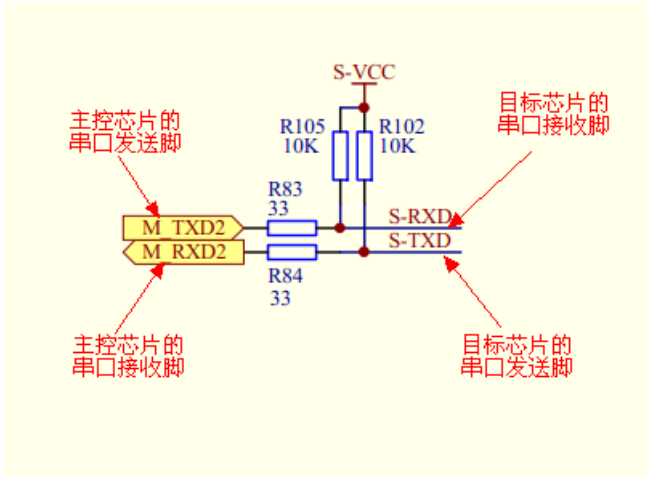 S-VCC
主控芯片的
串口发送脚
目标芯片的
串口接收脚
R105
10K
R102
10K
R83
33
M_TXD2
S-RXD
M_RXD2
S-TXD
R84
33
主控芯片的
串口接收脚
目标芯片的
串口发送脚